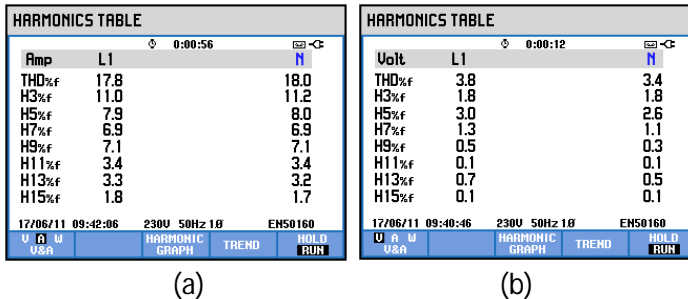 HARMONICS TABLE
0:00:56
Amp L1 N
THD%f 17.8 18.0
H3%f 11.0 11.2
H5%f 7.9 8.0
H7%f 6.9 6.9
H9%f 7.1 7.1
H11%f 3.4 3.4
H13%f 3.3 3.2
H15%f 1.8 1.7
17/06/11 09:42:06 230V 50Hz 1Ø EN50160
V A W HARMONIC TREND HOLD
V&A GRAPH RUN
(a)
HARMONICS TABLE
0:00:12
Volt L1 N
THD%f 3.8 3.4
H3%f 1.8 1.8
H5%f 3.0 2.6
H7%f 1.3 1.1
H9%f 0.5 0.3
H11%f 0.1 0.1
H13%f 0.7 0.5
H15%f 0.1 0.1
17/06/11 09:40:46 230V 50Hz 1Ø EN50160
V A W HARMONIC TREND HOLD
V&A GRAPH RUN
(b)